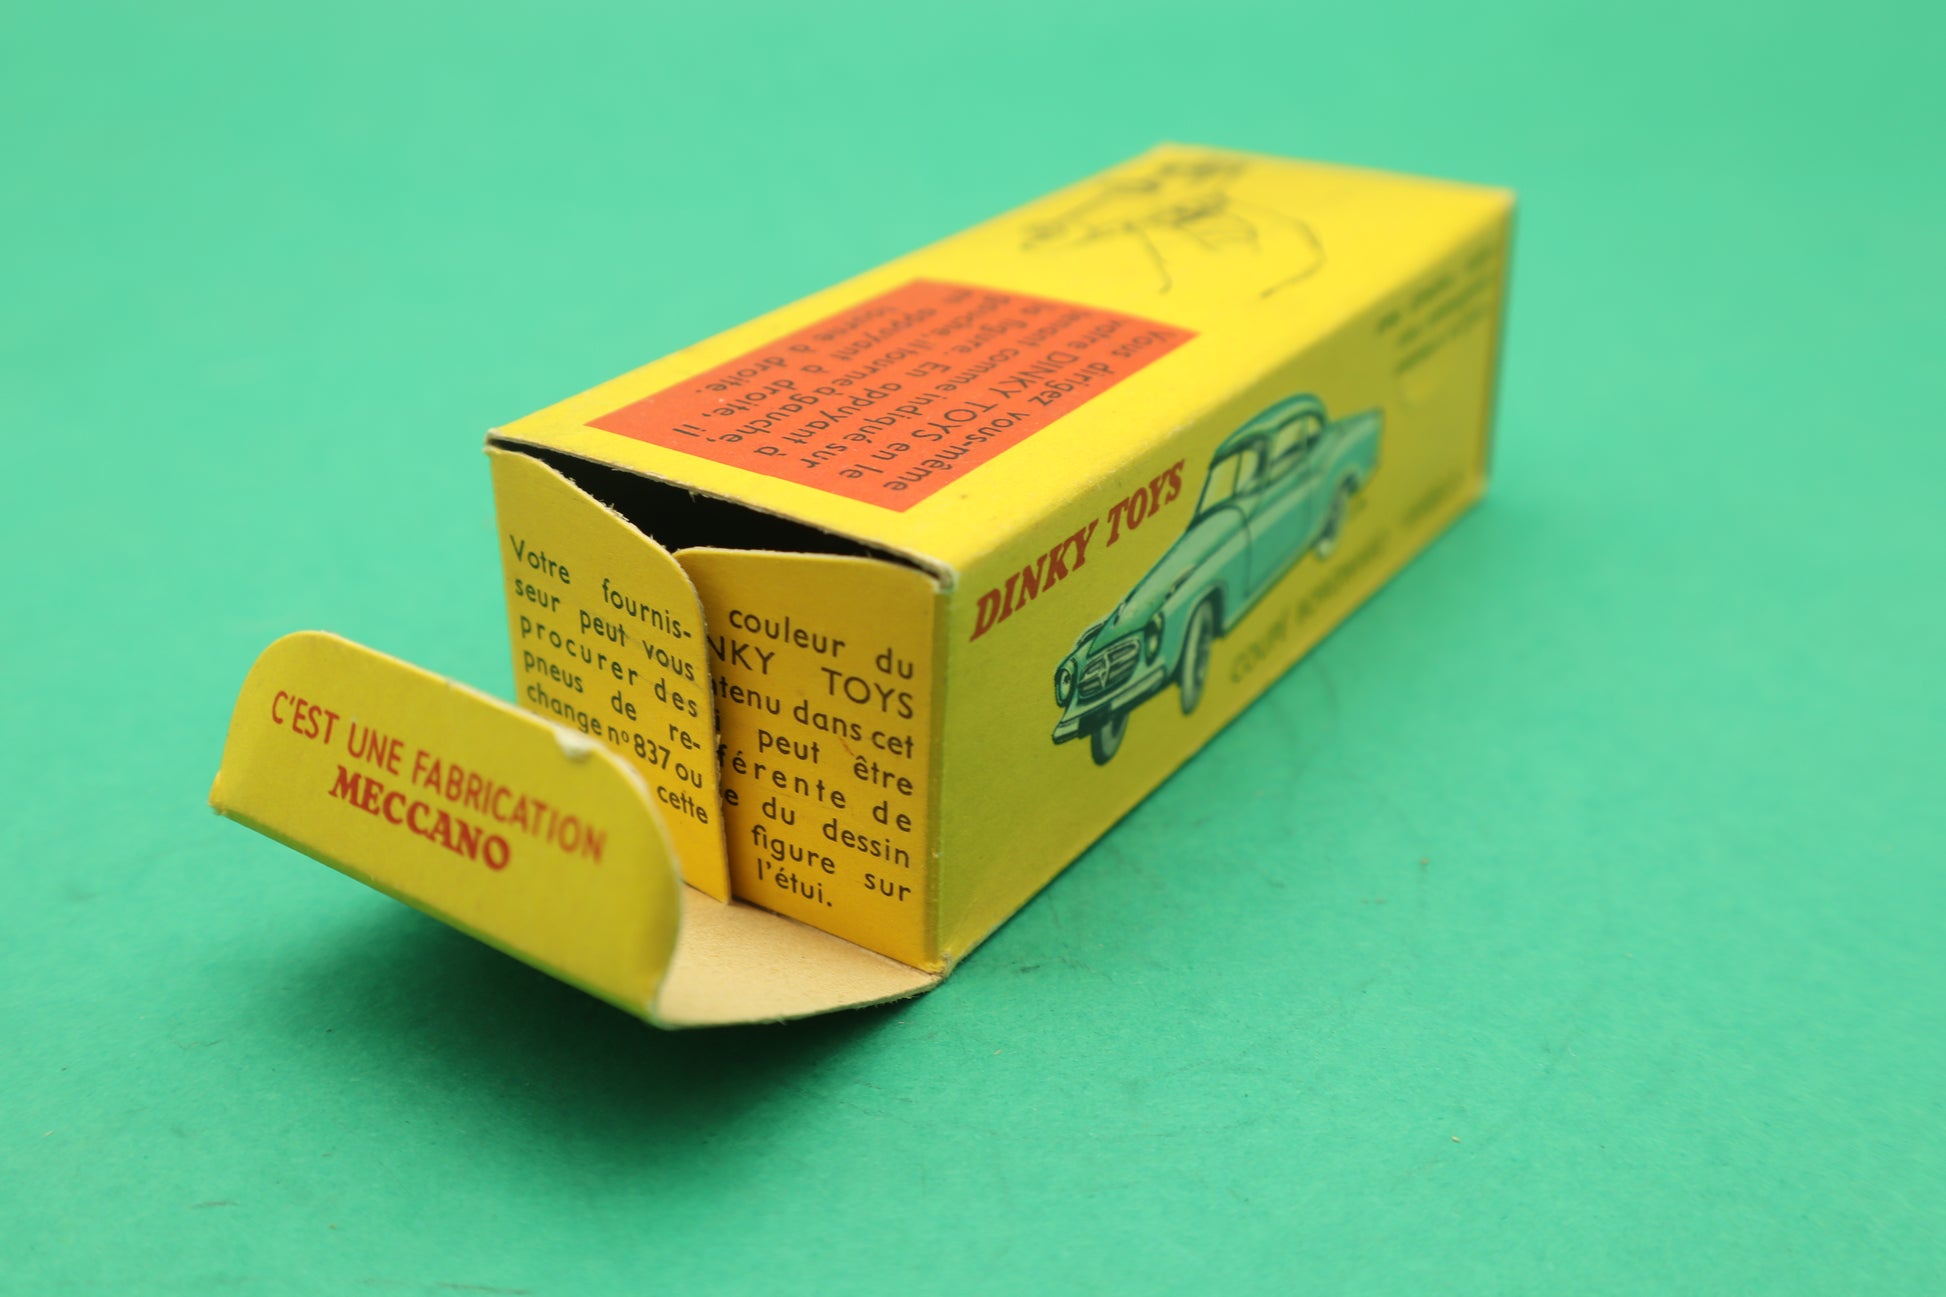 Vous dirigez vous-même
votre DINKY TOYS en le
tenant comme indiqué sur
la figure. En appuyant à
gauche, il tourne à gauche,
en appuyant à droite, il
tourne à droite.
DINKY TOYS
COUPÉ BORGWARD
Votre fournis-
seur peut vous
procurer des
pneus de re-
change nº 837 ou
cette
couleur du
NKY TOYS
tenu dans cet
i peut être
férente de
e du dessin
figure sur
l'étui.
C'EST UNE FABRICATION
MECCANO